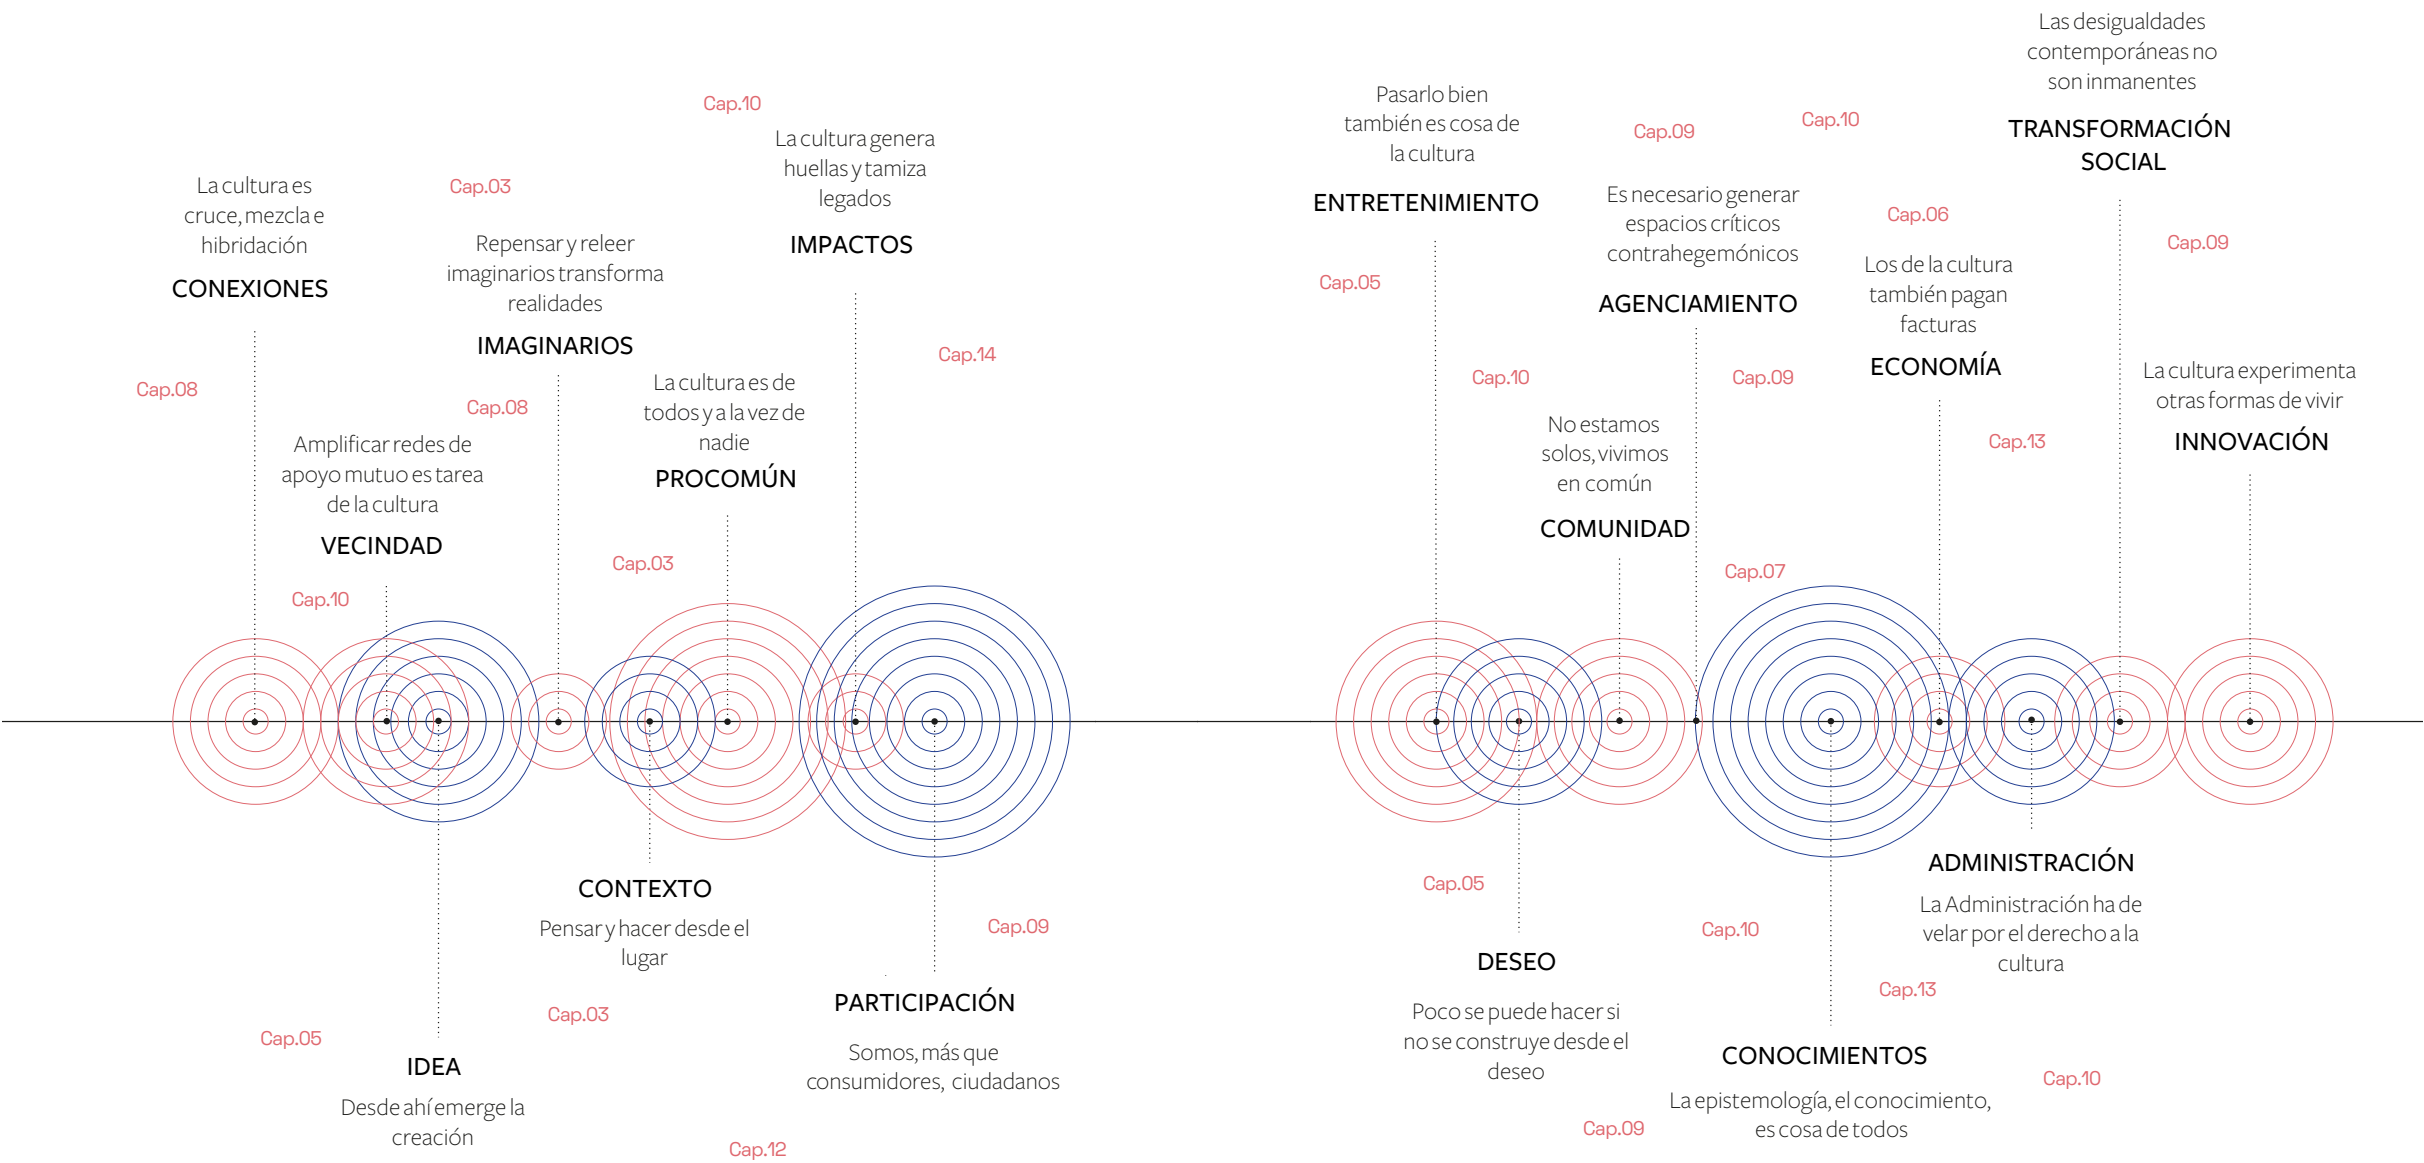 La cultura es
cruce, mezcla e
hibridación
CONEXIONES
Cap.08
Amplificar redes de
apoyo mutuo es tarea
de la cultura
VECINDAD
Cap.10
Cap.03
Repensar y releer
imaginarios transforma
realidades
IMAGINARIOS
Cap.08
Cap.10
La cultura genera
huellas y tamiza
legados
IMPACTOS
Cap.14
La cultura es de
todos y a la vez de
nadie
PROCOMÚN
Cap.03
Cap.05
IDEA
Desde ahí emerge la
creación
CONTEXTO
Pensar y hacer desde el
lugar
Cap.03
Cap.09
PARTICIPACIÓN
Somos, más que
consumidores, ciudadanos
Cap.12
Pasarlo bien
también es cosa de
la cultura
ENTRETENIMIENTO
Cap.05
Cap.10
No estamos
solos, vivimos
en común
COMUNIDAD
Cap.09
Es necesario generar
espacios críticos
contrahegemónicos
AGENCIAMIENTO
Cap.09
Cap.07
Cap.10
Cap.06
Los de la cultura
también pagan
facturas
ECONOMÍA
Cap.13
Las desigualdades
contemporáneas no
son inmanentes
TRANSFORMACIÓN
SOCIAL
Cap.09
La cultura experimenta
otras formas de vivir
INNOVACIÓN
Cap.05
DESEO
Poco se puede hacer si
no se construye desde el
deseo
Cap.09
Cap.10
CONOCIMIENTOS
La epistemología, el conocimiento,
es cosa de todos
ADMINISTRACIÓN
La Administración ha de
velar por el derecho a la
cultura
Cap.13
Cap.10